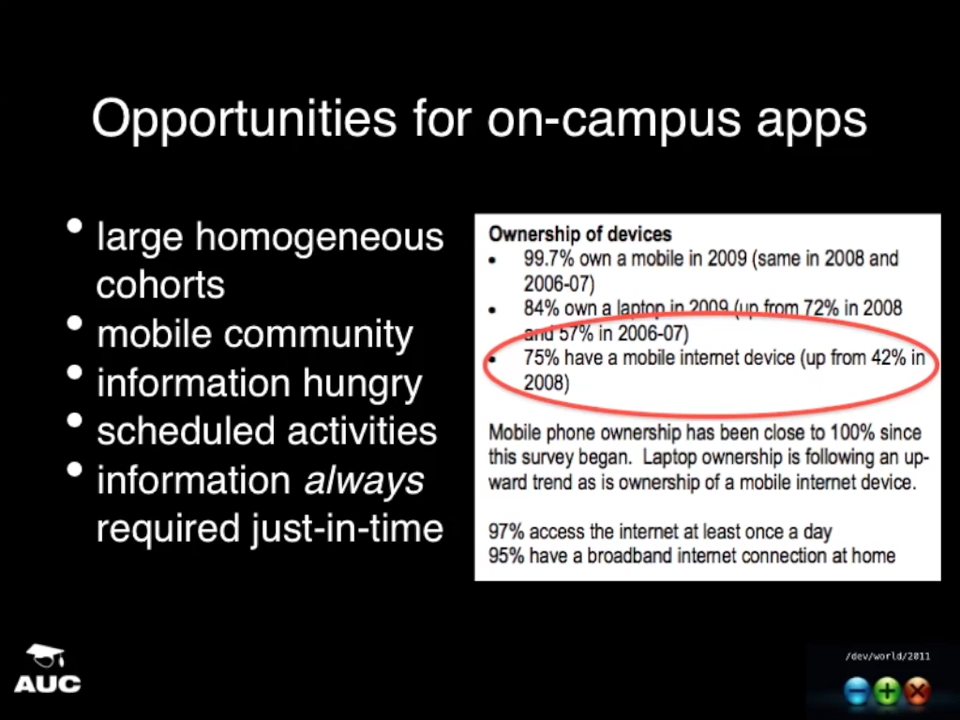 Opportunities for on-campus apps
• large homogeneous
cohorts
• mobile community
• information hungry
• scheduled activities
• information always
required just-in-time
Ownership of devices
• 99.7% own a mobile in 2009 (same in 2008 and
2006-07)
• 84% own a laptop in 2009 (up from 72% in 2008
and 57% in 2006-07)
• 75% have a mobile internet device (up from 42% in
2008)
Mobile phone ownership has been close to 100% since
this survey began. Laptop ownership is following an up-
ward trend as is ownership of a mobile internet device.
97% access the internet at least once a day
95% have a broadband internet connection at home
AUC
/dev/world/2011